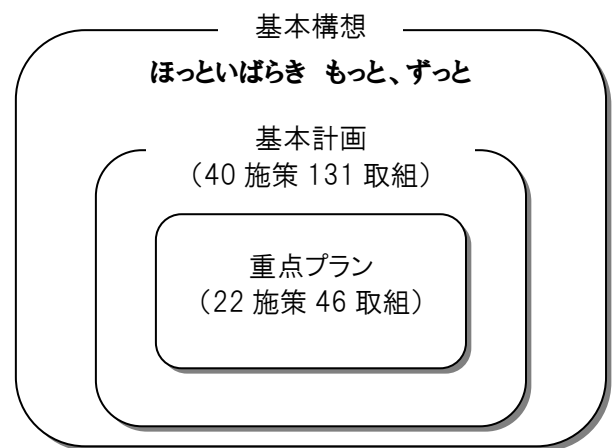 基本構想
ほっといばらき もっと、ずっと
基本計画
（40 施策 131 取組）
重点プラン
（22 施策 46 取組）